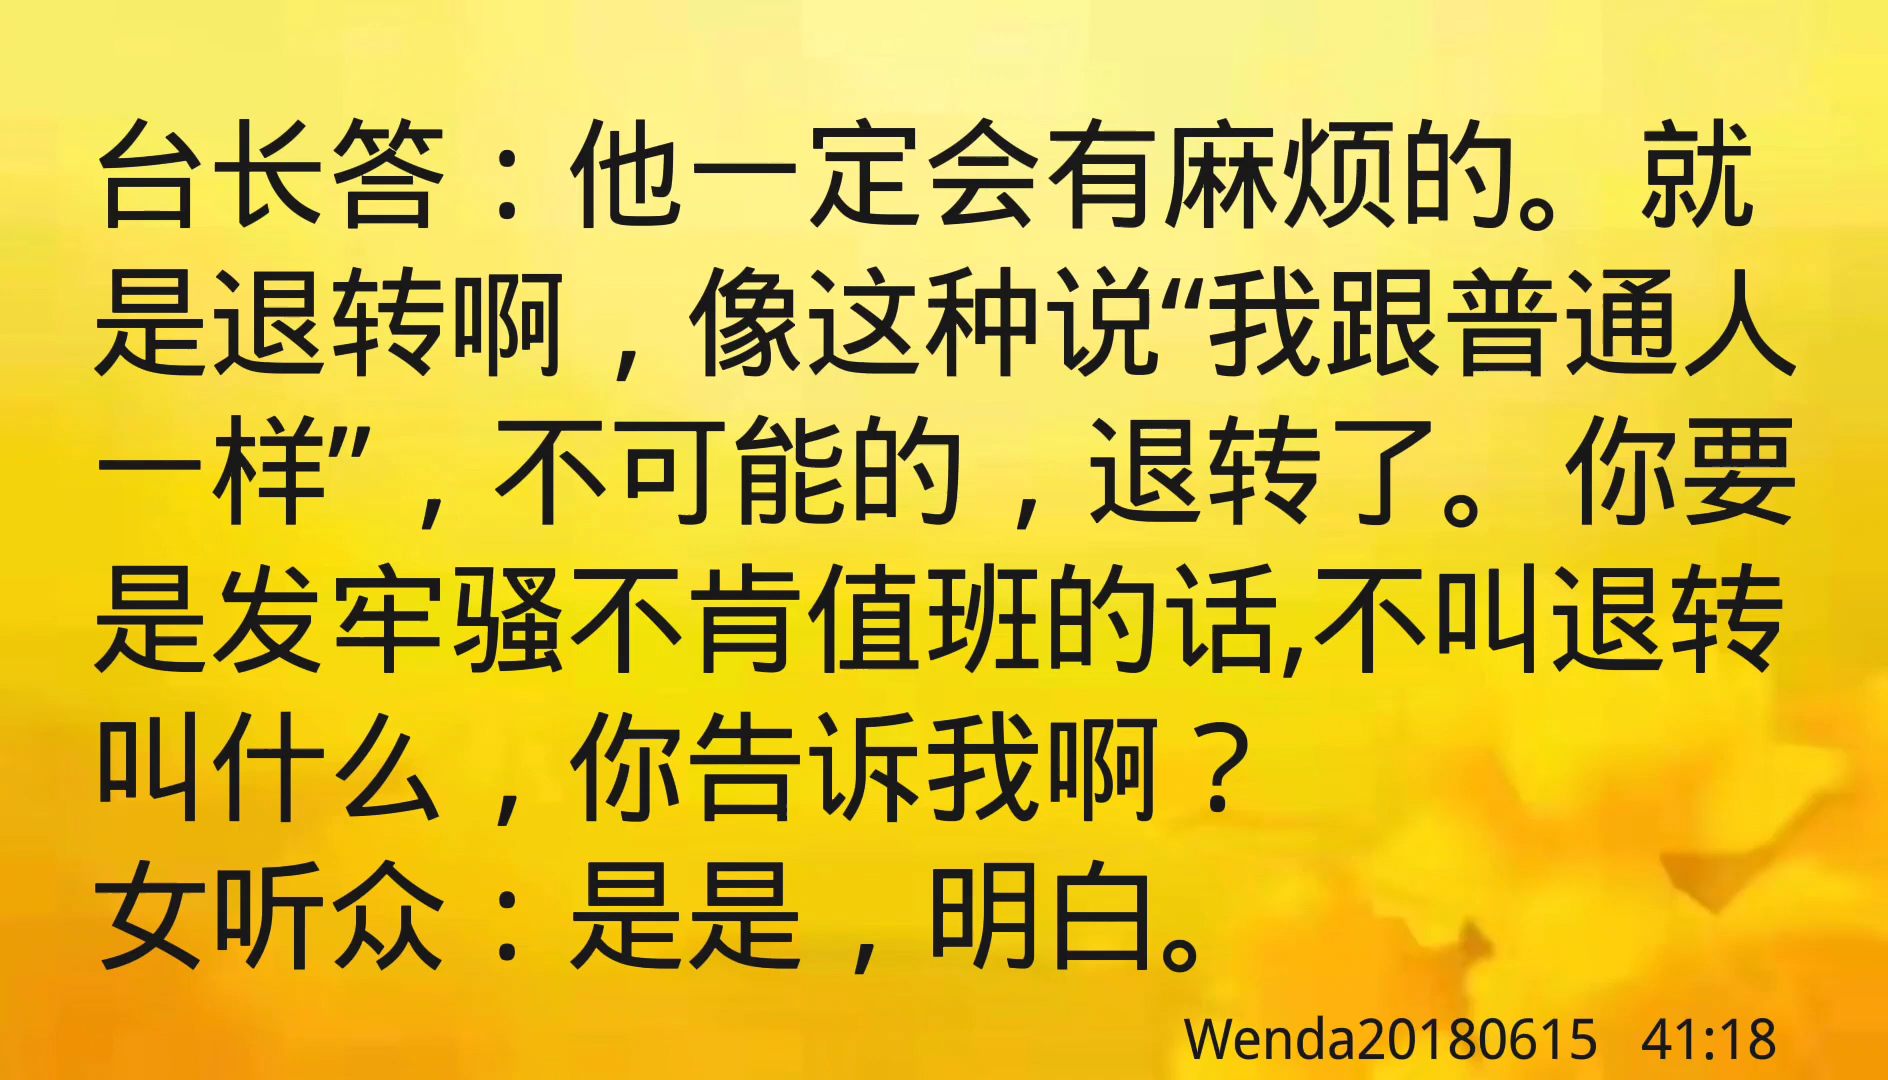 台长答：他一定会有麻烦的。就
是退转啊，像这种说“我跟普通人
一样”，不可能的，退转了。你要
是发牢骚不肯值班的话,不叫退转
叫什么，你告诉我啊？
女听众：是是，明白。
Wenda20180615 41:18